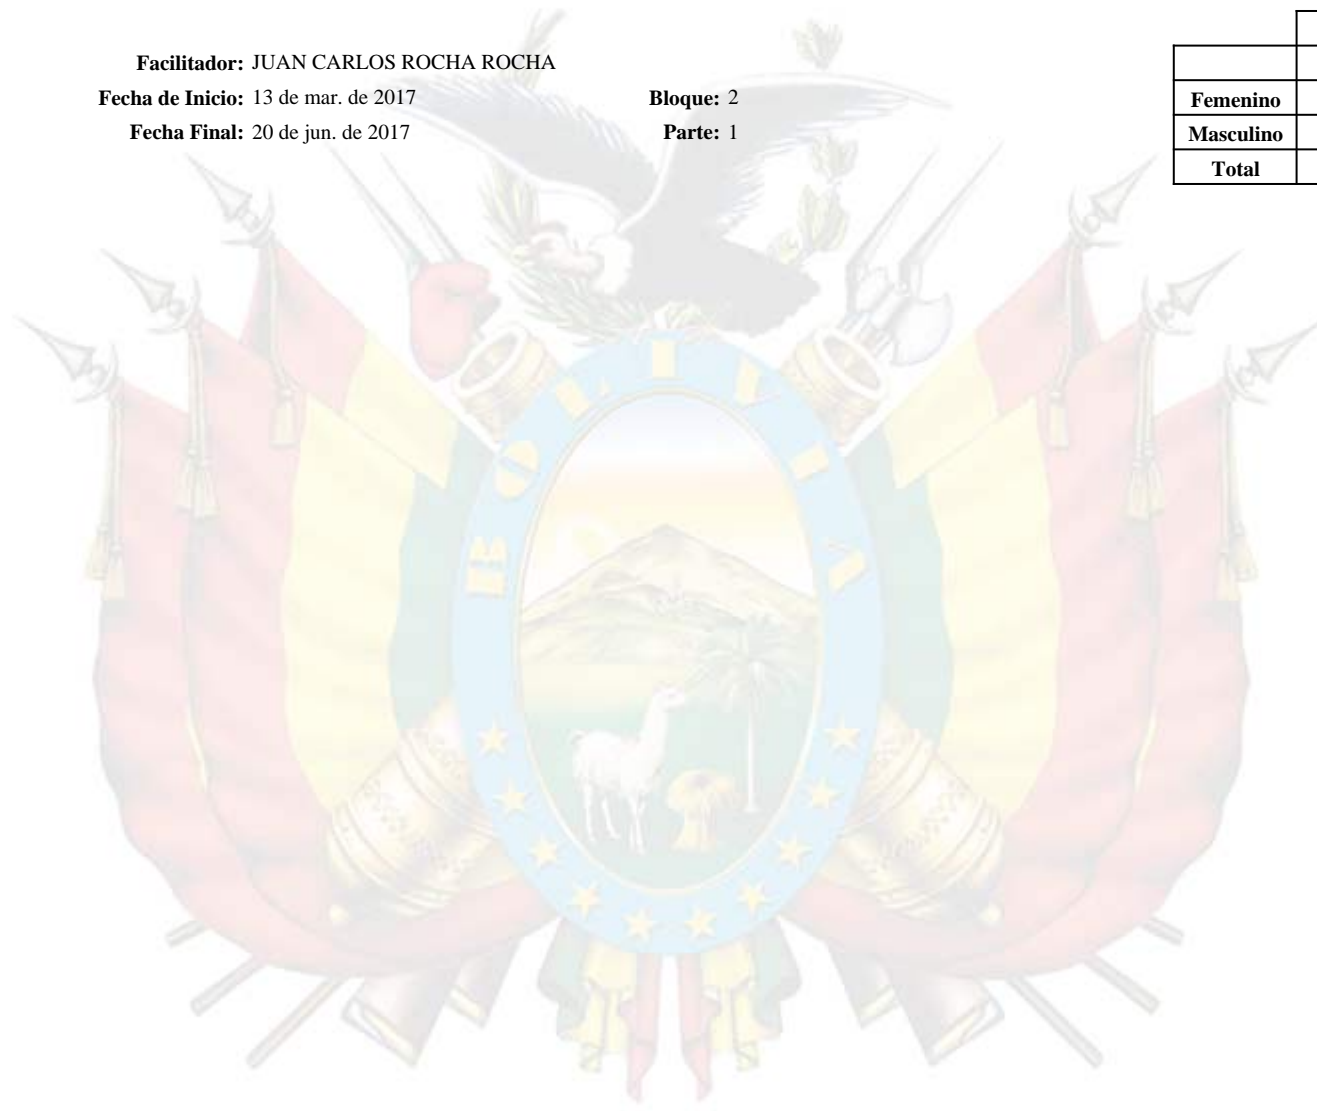 Facilitador: JUAN CARLOS ROCHA ROCHA
Fecha de Inicio: 13 de mar. de 2017 Bloque: 2
Fecha Final: 20 de jun. de 2017 Parte: 1
Femenino
Masculino
Total
BOLIVIA